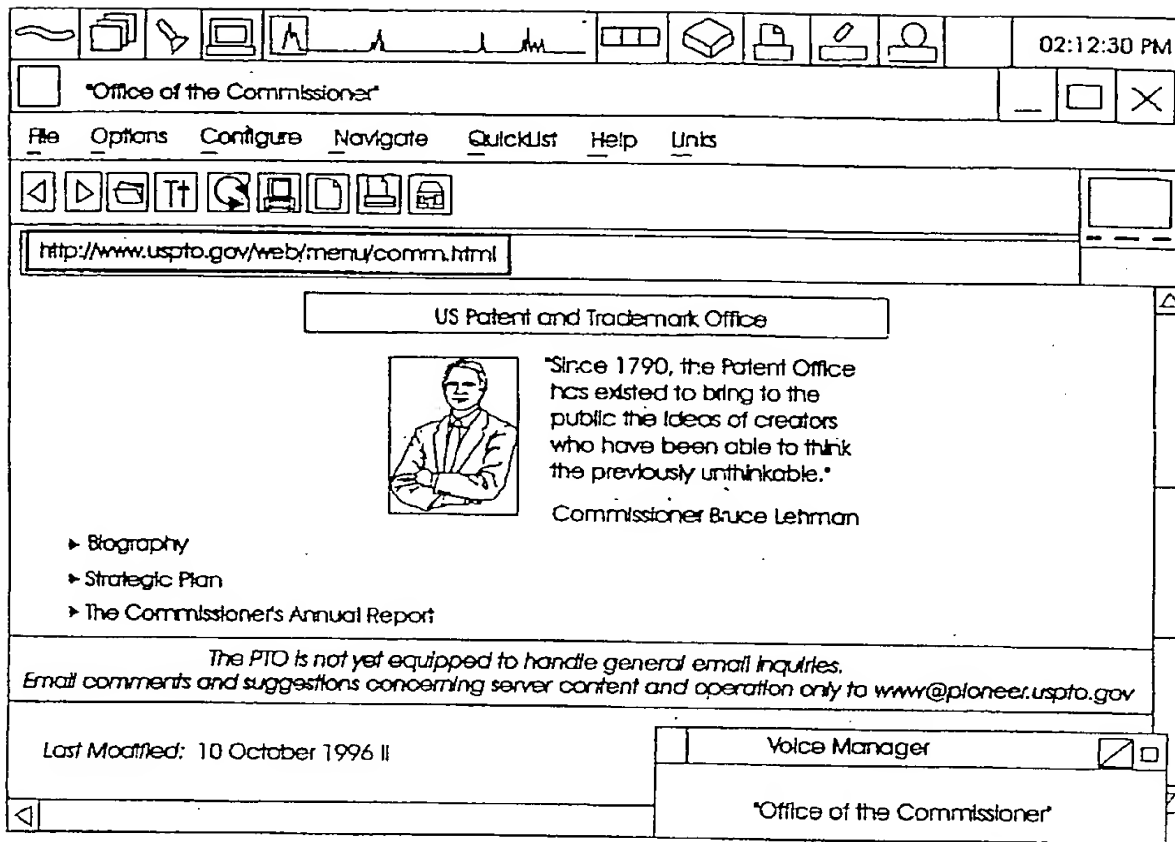 02:12:30 PM
"Office of the Commissioner"
File Options Configure Navigate QuickList Help Links
T†
http://www.uspto.gov/web/menu/comm.html
US Patent and Trademark Office
"Since 1790, the Patent Office
has existed to bring to the
public the ideas of creators
who have been able to think
the previously unthinkable."
Commissioner Bruce Lehman
▸ Biography
▸ Strategic Plan
▸ The Commissioner's Annual Report
The PTO is not yet equipped to handle general email inquiries.
Email comments and suggestions concerning server content and operation only to www@pioneer.uspto.gov
Last Modified: 10 October 1996 II
Voice Manager
"Office of the Commissioner"